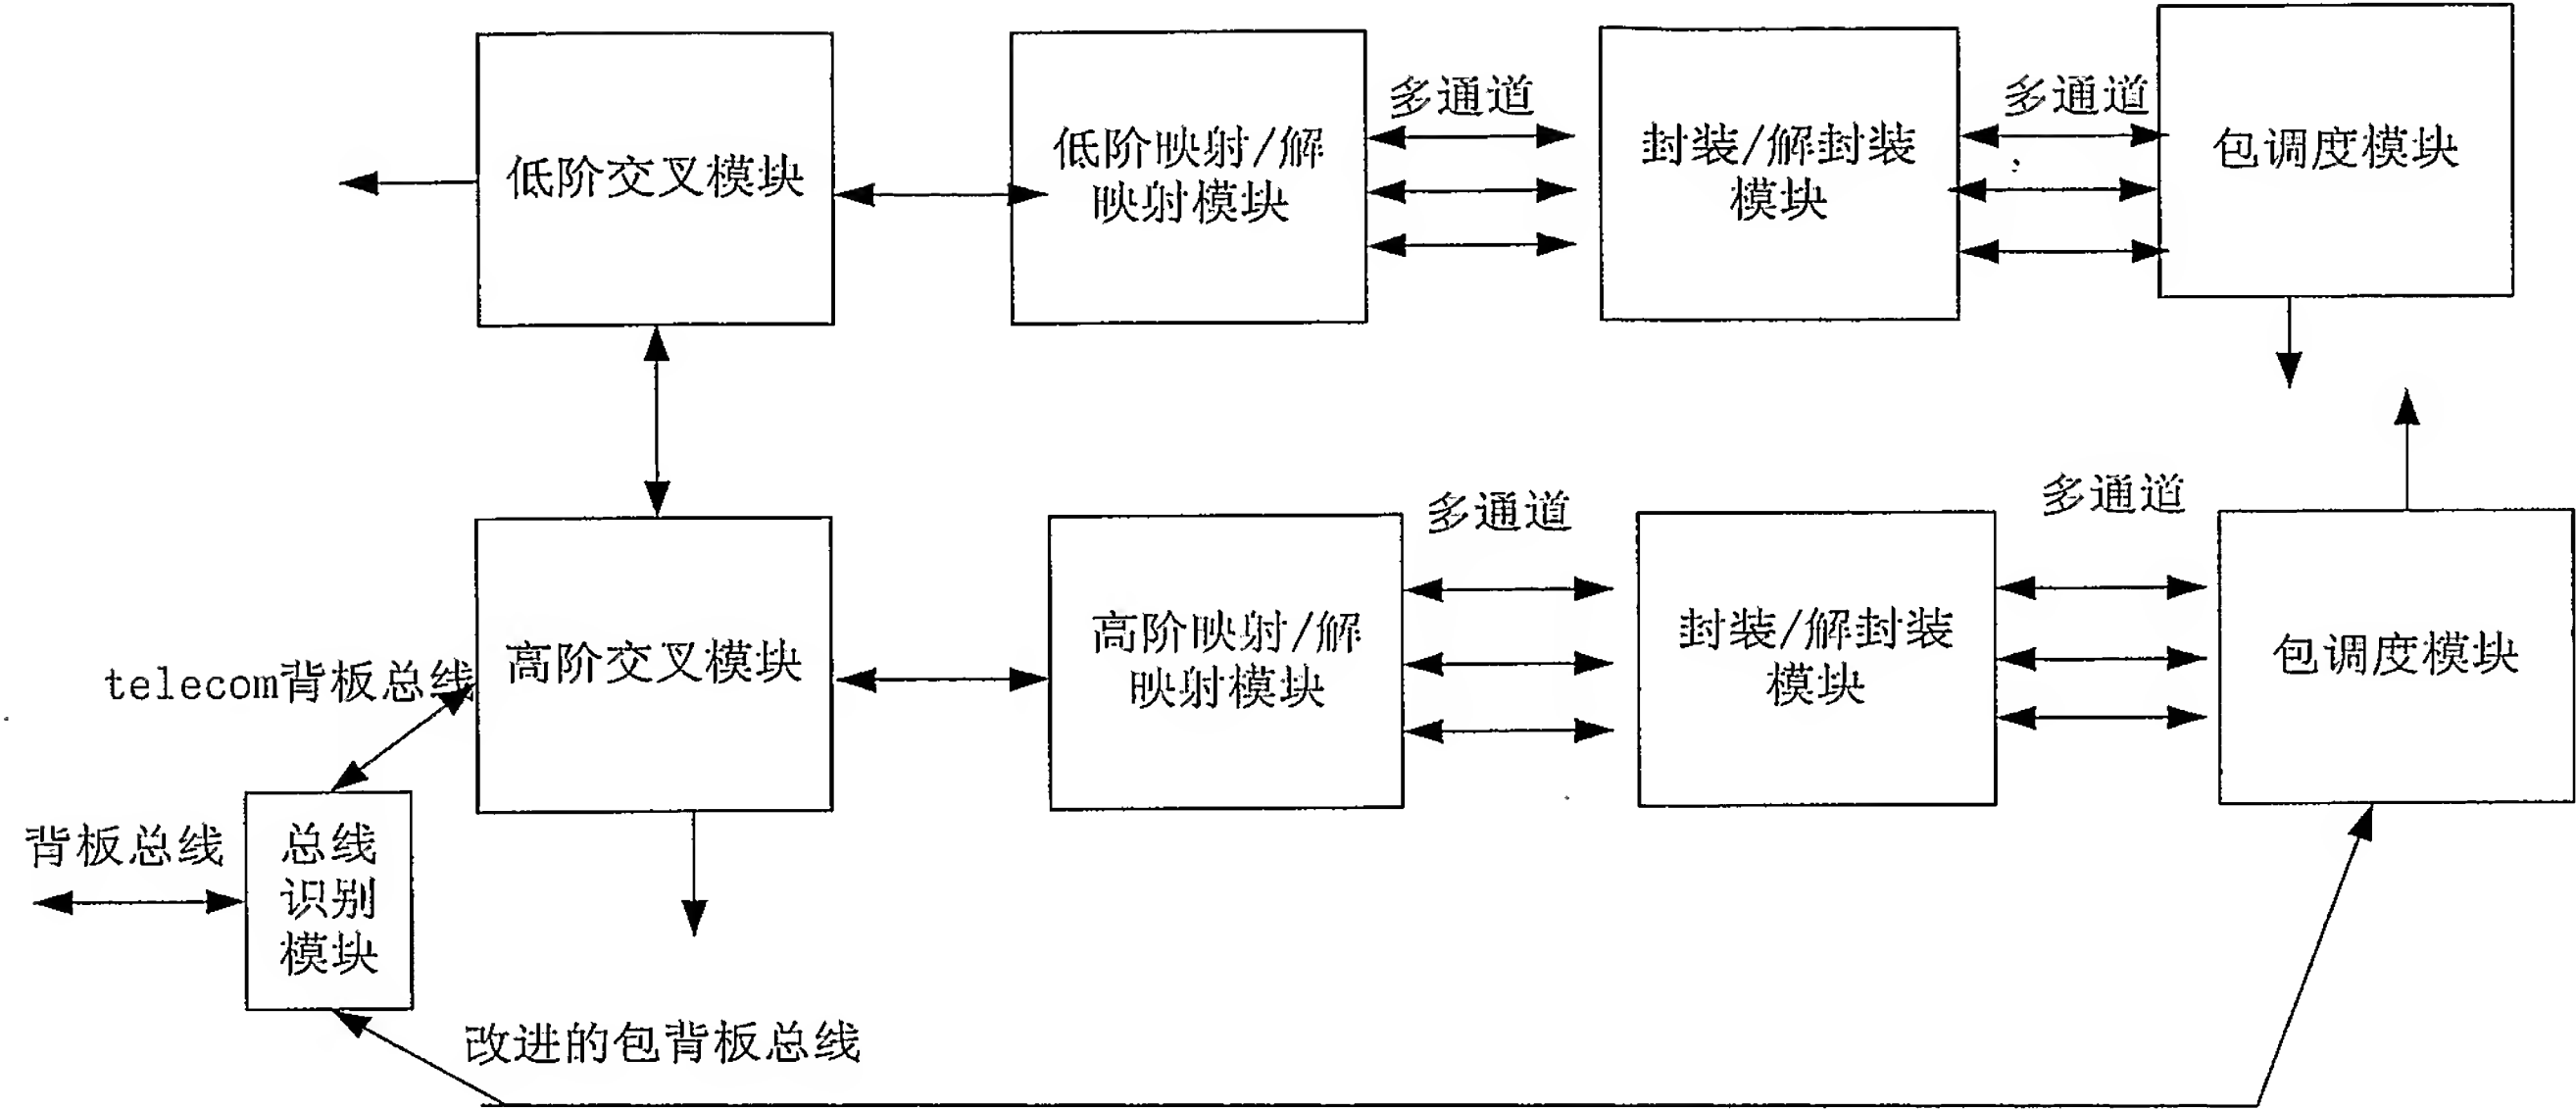 多通道
多通道
低阶交叉模块
低阶映射/解
映射模块
封装/解封装
模块
包调度模块
多通道
多通道
telecom背板总线
高阶交叉模块
高阶映射/解
映射模块
封装/解封装
模块
包调度模块
背板总线
总线
识别
模块
改进的包背板总线